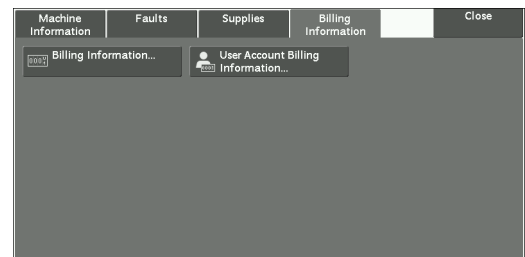 Machine
Information
Faults
Supplies
Billing
Information
Close
Billing Information...
User Account Billing
Information...